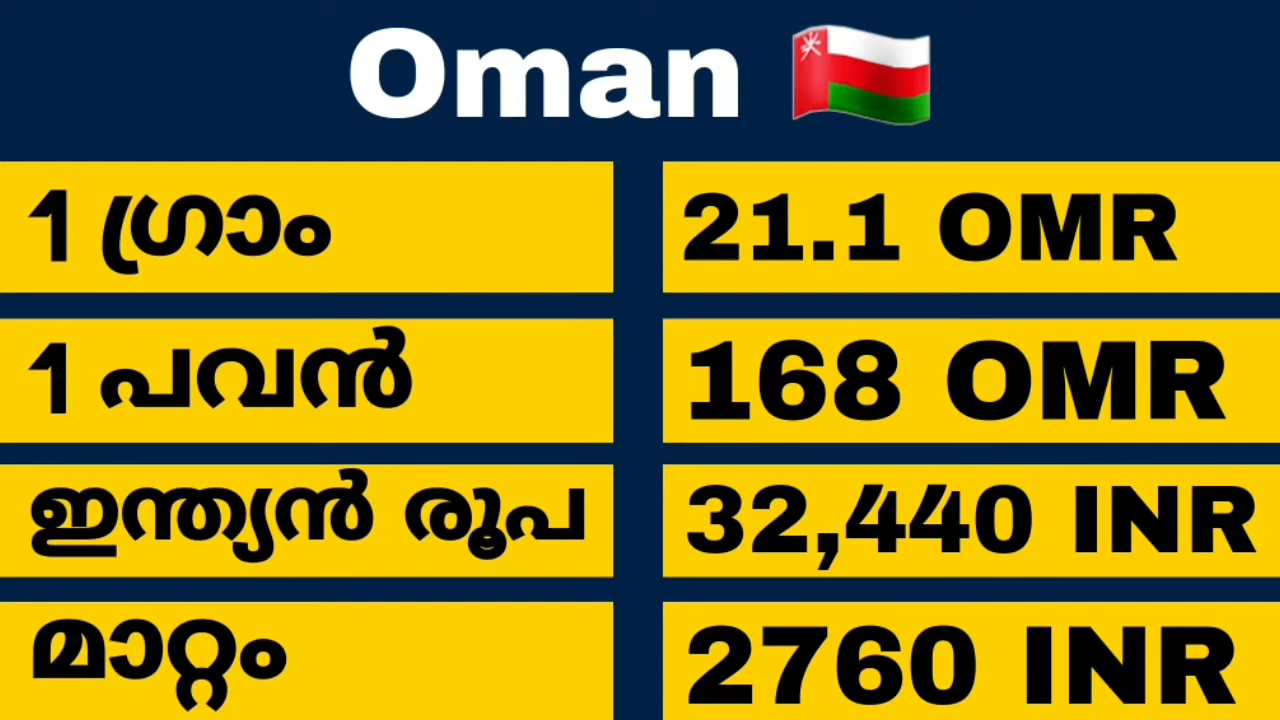 Oman 🇴🇲
1 ഗ്രാം
21.1 OMR
1 പവൻ
168 OMR
ഇന്ത്യൻ രൂപ
32,440 INR
മാറ്റം
2760 INR